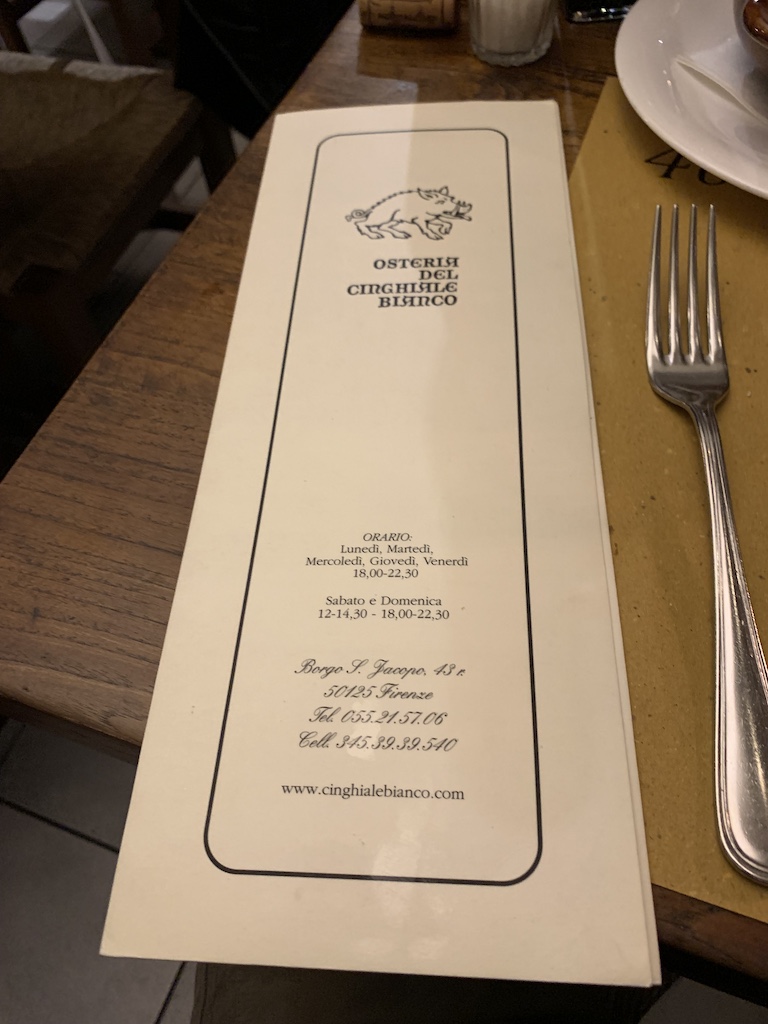 OSTERIA
DEL
CINGHIALE
BIANCO
ORARIO:
Lunedì, Martedì,
Mercoledì, Giovedì, Venerdì
18,00-22,30
Sabato e Domenica
12-14,30 - 18,00-22,30
Borgo S. Jacopo, 43 r.
50125 Firenze
Tel. 055.21.57.06
Cell. 345.39.39.540
www.cinghialebianco.com